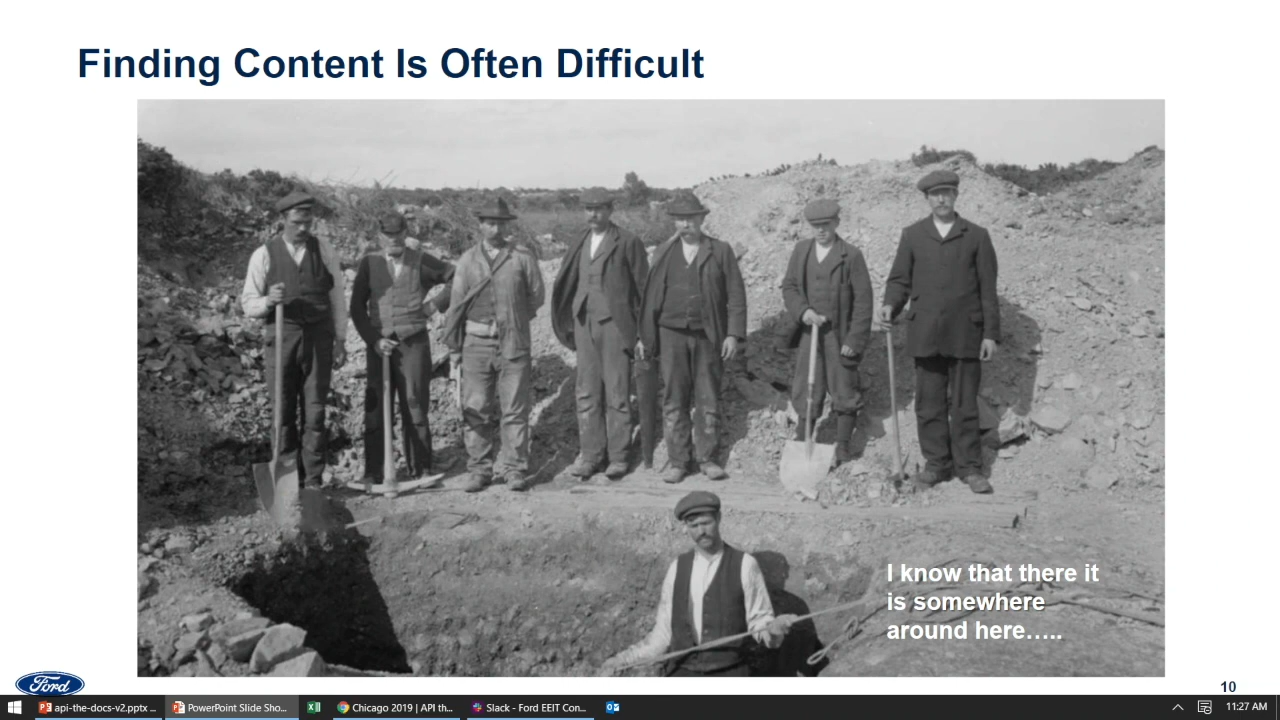 Finding Content Is Often Difficult
I know that there it
is somewhere
around here…..
Ford
10
api-the-docs-v2.pptx ...
PowerPoint Slide Sho...
Chicago 2019 | API th...
Slack - Ford EEIT Con...
11:27 AM